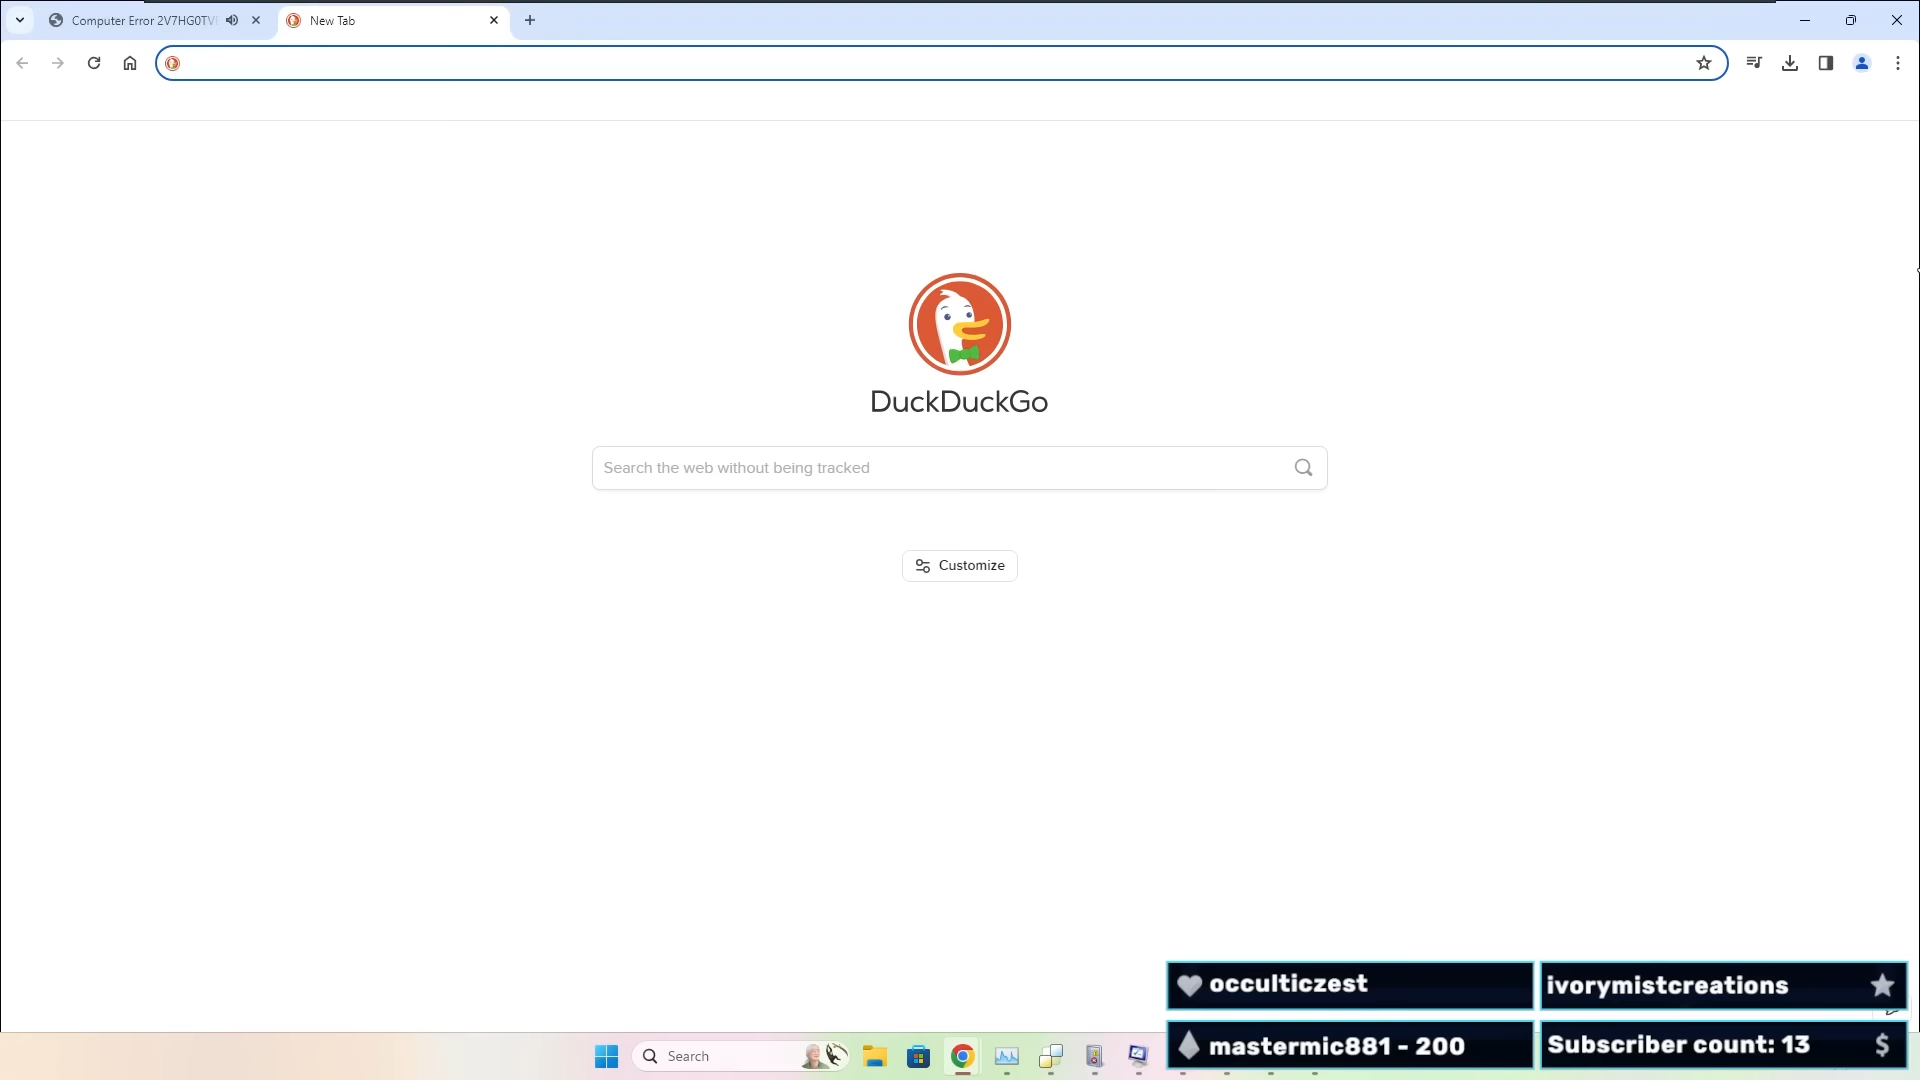 Computer Error 2V7HG0TV
New Tab
DuckDuckGo
Search the web without being tracked
Customize
occulticzest
ivorymistcreations
mastermic881 - 200
Subscriber count: 13
Search